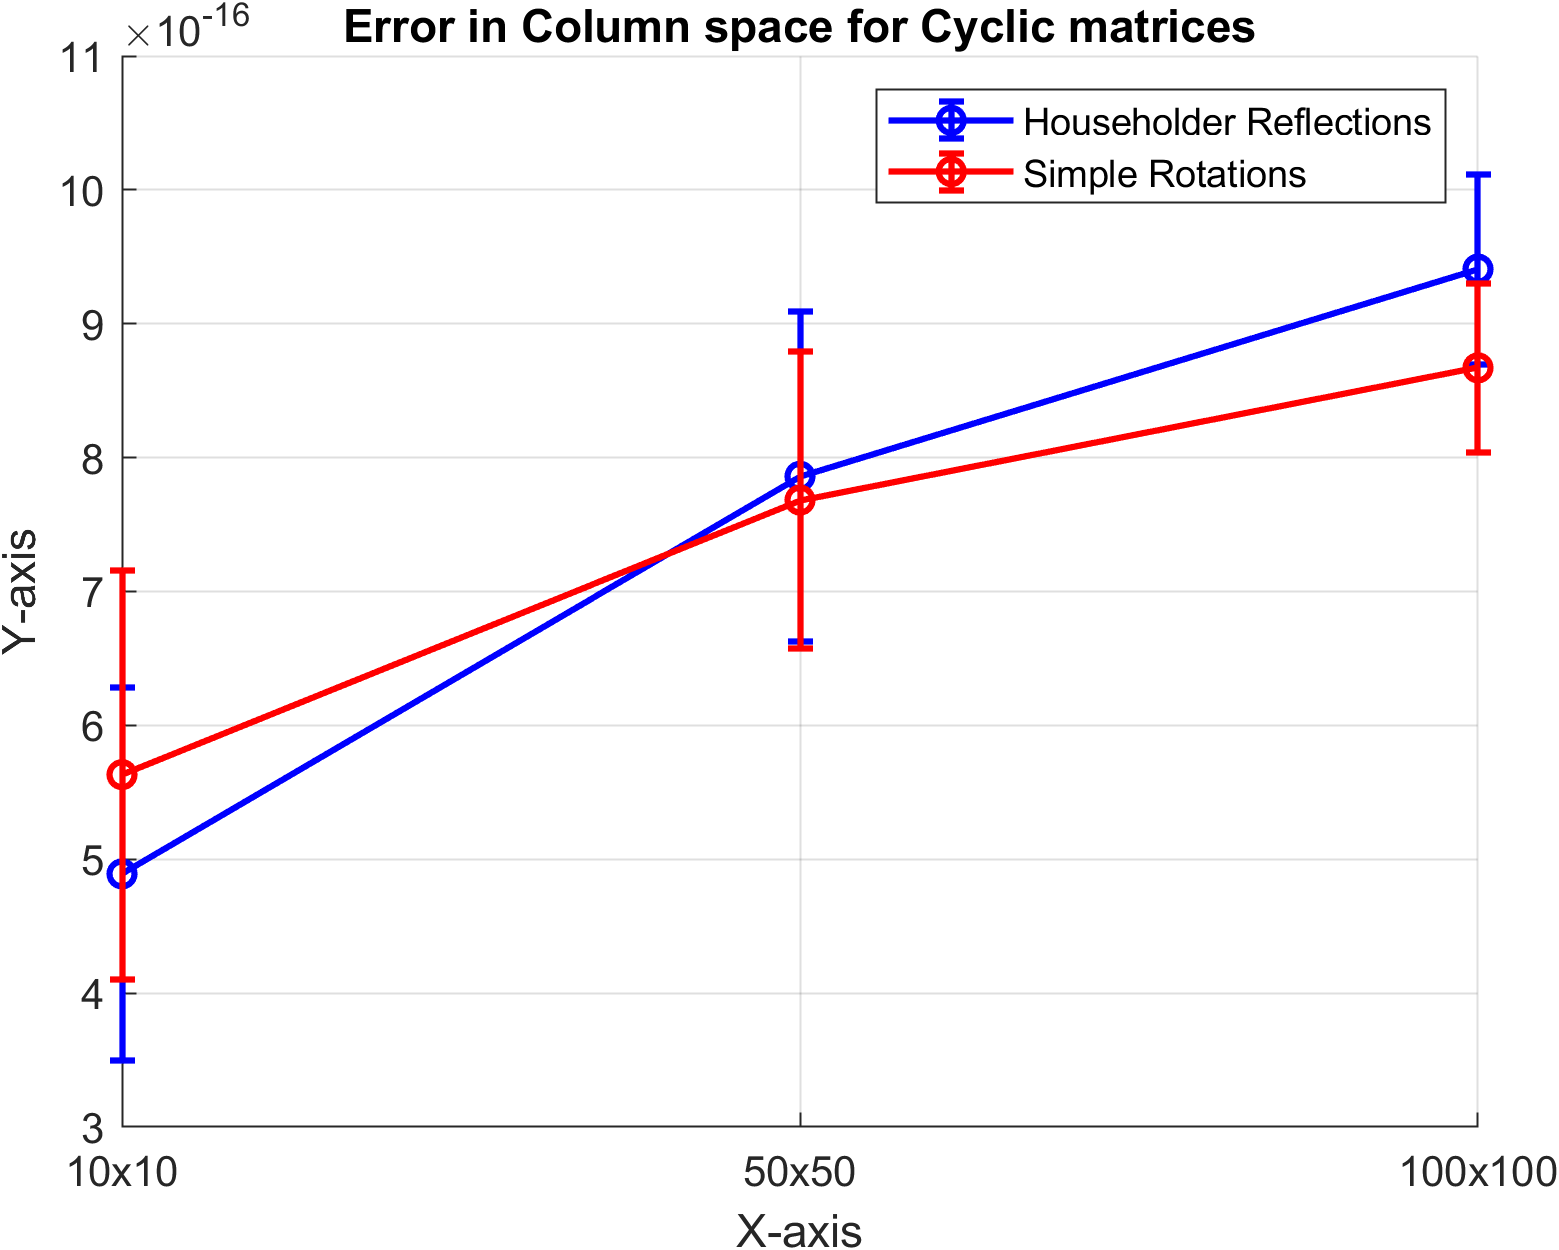 Error in Column space for Cyclic matrices
×10-16
11
10
9
8
7
6
5
4
3
Y-axis
Householder Reflections
Simple Rotations
10x10
50x50
100x100
X-axis